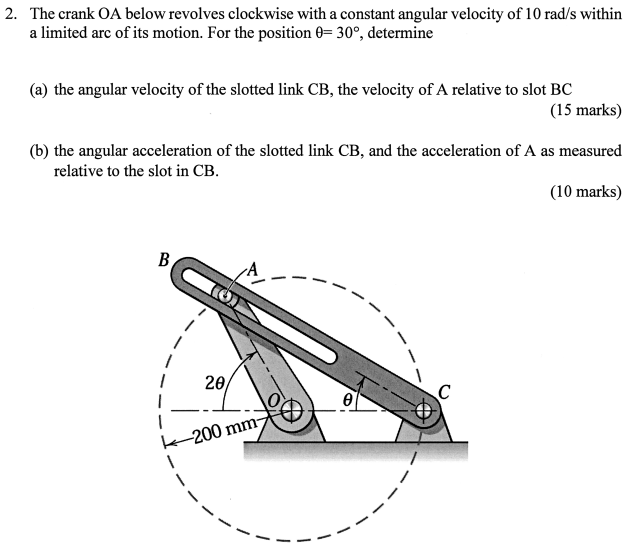 2. The crank OA below revolves clockwise with a constant angular velocity of 10 rad/s within
a limited arc of its motion. For the position θ= 30°, determine
(a) the angular velocity of the slotted link CB, the velocity of A relative to slot BC
(15 marks)
(b) the angular acceleration of the slotted link CB, and the acceleration of A as measured
relative to the slot in CB.
(10 marks)
B
A
2θ
O
θ
C
200 mm